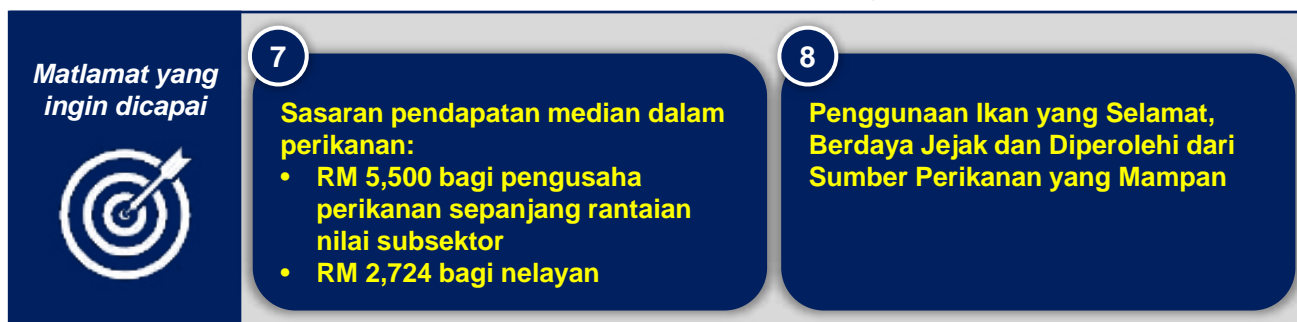 Matlamat yang
ingin dicapai
7
Sasaran pendapatan median dalam
perikanan:
• RM 5,500 bagi pengusaha
perikanan sepanjang rantaian
nilai subsektor
• RM 2,724 bagi nelayan
8
Penggunaan Ikan yang Selamat,
Berdaya Jejak dan Diperolehi dari
Sumber Perikanan yang Mampan